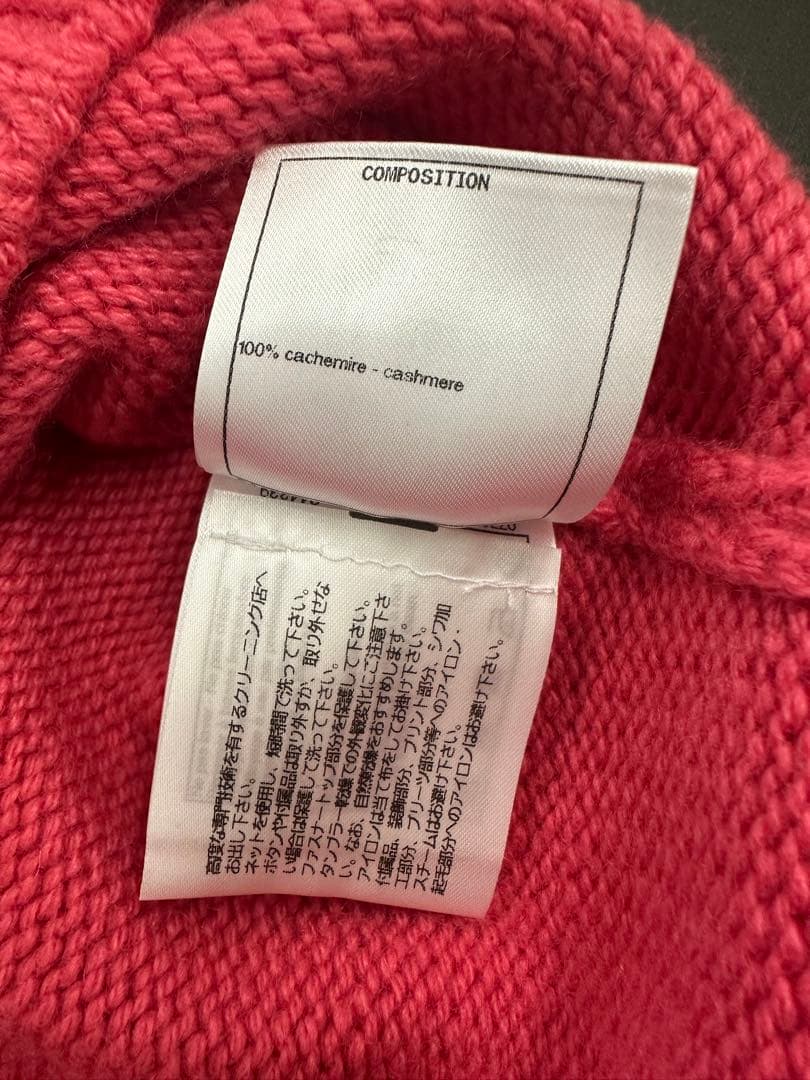 COMPOSITION
100% cachemire - cashmere
高度な専門技術を有するクリーニング店へ
お出し下さい。
ネットを使用し、短時間で洗って下さい。
ボタンや付属品は取り外すか、取り外せな
い場合は保護して洗って下さい。
ファスナートップ部分を保護して下さい。
タンブラー乾燥での外観変化にご注意下さ
い。なお、自然乾燥をおすすめします。
アイロンは当て布をしてお掛け下さい。
付属品、装飾部分、プリント部分、シワ加
工部分、プリーツ部分等へのアイロン・
スチームはお避け下さい。
起毛部分へのアイロンはお避け下さい。